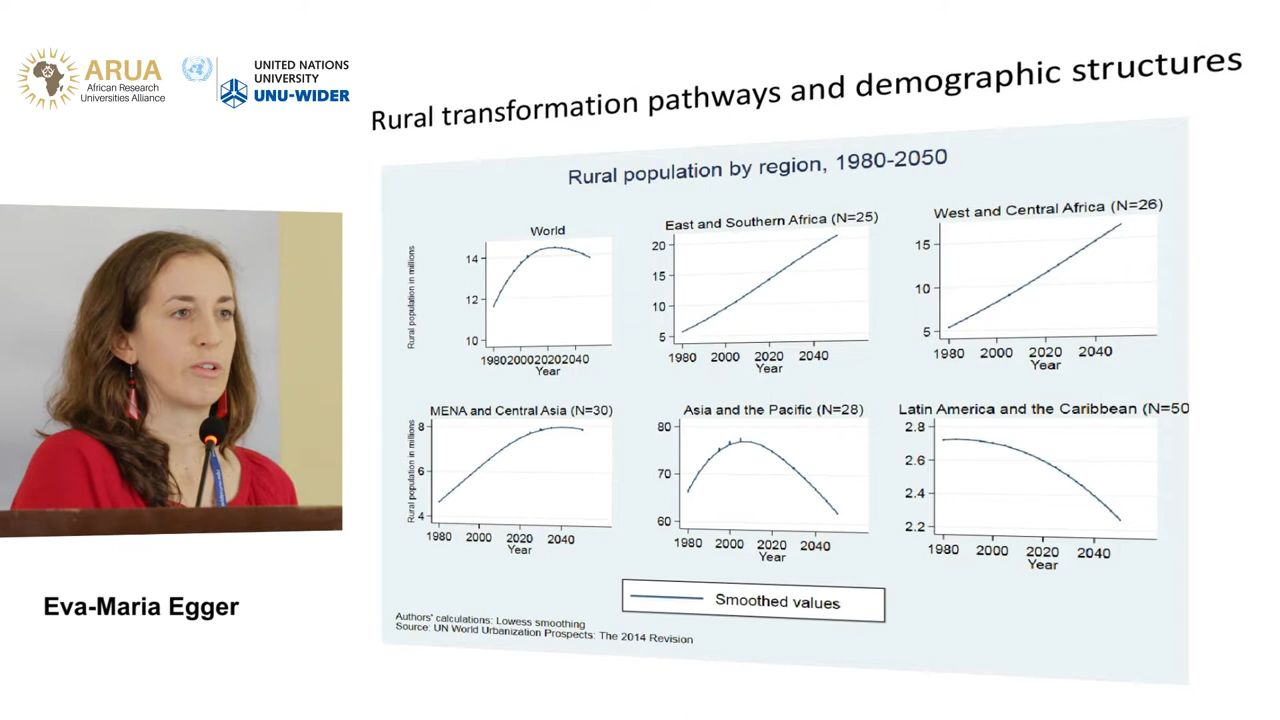 ARUA
African Research
Universities Alliance
UNITED NATIONS
UNIVERSITY
UNU-WIDER
Rural transformation pathways and demographic structures
Rural population by region, 1980-2050
World
Rural population in millions
14
12
10
1980200020202040
Year
East and Southern Africa (N=25)
20
15
10
5
1980 2000 2020 2040
Year
West and Central Africa (N=26)
15
10
5
1980 2000 2020 2040
Year
MENA and Central Asia (N=30)
Rural population in millions
8
6
4
1980 2000 2020 2040
Year
Asia and the Pacific (N=28)
80
70
60
1980 2000 2020 2040
Year
Latin America and the Caribbean (N=50
2.8
2.6
2.4
2.2
1980 2000 2020 2040
Year
Smoothed values
Authors' calculations: Lowess smoothing
Source: UN World Urbanization Prospects: The 2014 Revision
Eva-Maria Egger